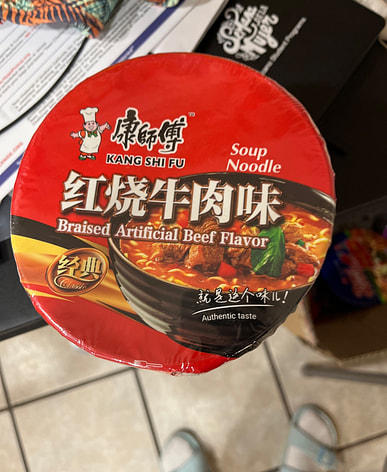 康師傅
KANG SHI FU
Soup
Noodle
红烧牛肉味
Braised Artificial Beef Flavor
经典
Classic
就是这个味儿!
Authentic taste